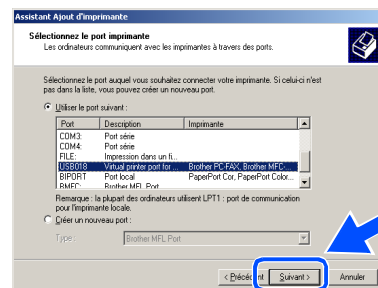 Assistant Ajout d'imprimante
Sélectionnez le port imprimante
Les ordinateurs communiquent avec les imprimantes à travers des ports.
Sélectionnez le port auquel vous souhaitez connecter votre imprimante. Si celui-ci n'est
pas dans la liste, vous pouvez créer un nouveau port.
Utiliser le port suivant :
Port Description Imprimante
COM3: Port série
COM4: Port série
FILE: Impression dans un fi...
USB018 Virtual printer port for ... Brother PC-FAX, Brother MFC-...
BIPORT Port local PaperPort Cor, PaperPort Color...
BMFC: Brother MFL Port
Remarque : la plupart des ordinateurs utilisent LPT1 : port de communication
pour l'imprimante locale.
Créer un nouveau port :
Type : Brother MFL Port
< Précédent Suivant > Annuler